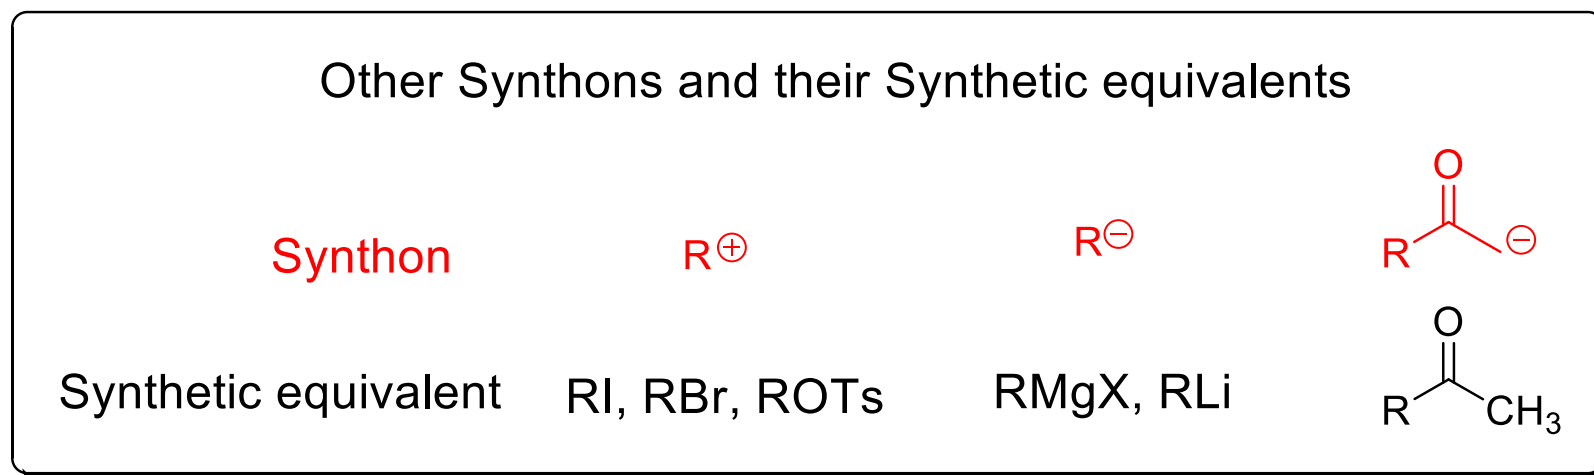 Other Synthons and their Synthetic equivalents
O
Synthon R⊕ R⊖ R ⊖
O
Synthetic equivalent RI, RBr, ROTs RMgX, RLi R CH₃